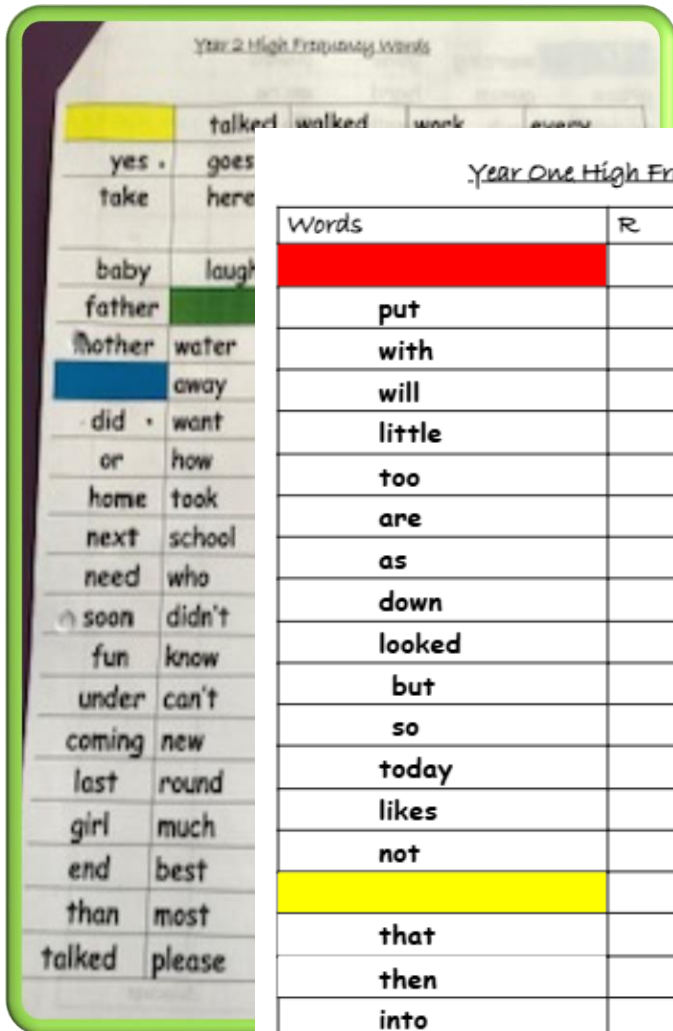 Year 2 High Frequency Words
talked walked work every
yes goes
take here
baby laugh
father
mother water
away
did want
or how
home took
next school
need who
soon didn't
fun know
under can't
coming new
last round
girl much
end best
than most
talked please
Year One High Fr
Words R
put
with
will
little
too
are
as
down
looked
but
so
today
likes
not
that
then
into